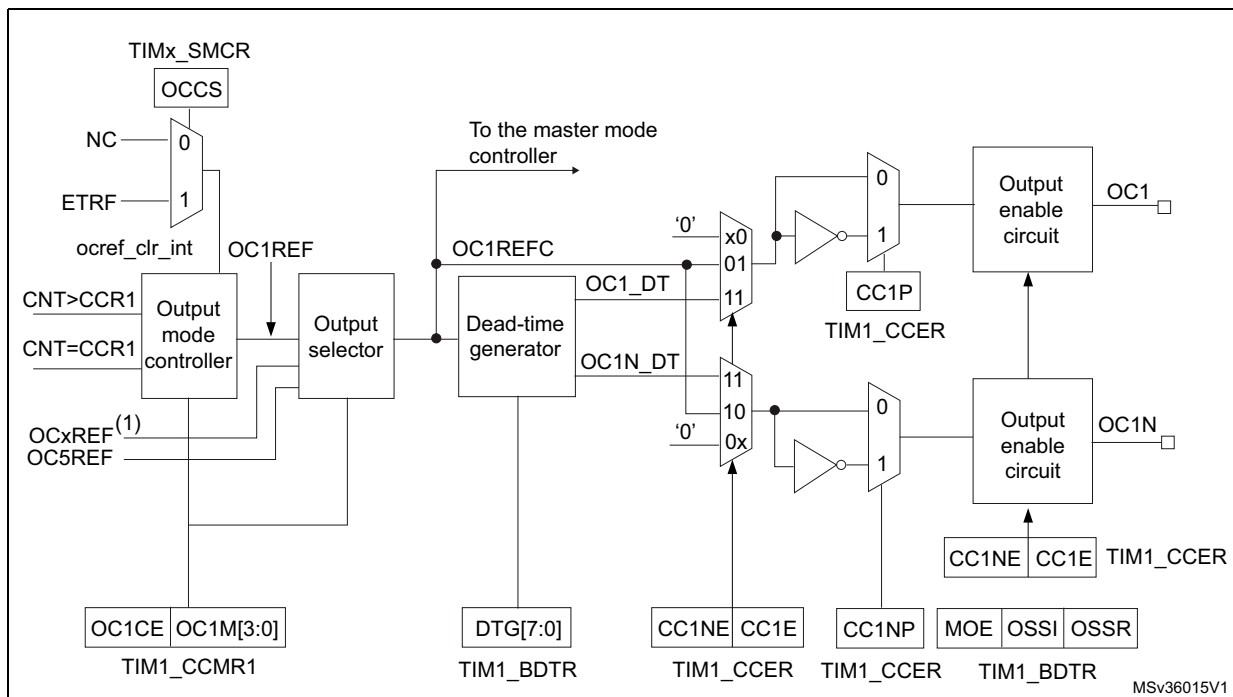 TIMx_SMCR
OCCS
NC
0
ETRF
1
ocref_clr_int
To the master mode
controller
OC1REF
OC1REFC
CNT>CCR1
CNT=CCR1
Output
mode
controller
Output
selector
Dead-time
generator
OC1_DT
OC1N_DT
OCxREF(1)
OC5REF
‘0’
x0
01
11
11
10
‘0’
0x
0
1
CC1P
TIM1_CCER
0
1
Output
enable
circuit
OC1
Output
enable
circuit
OC1N
CC1NE CC1E TIM1_CCER
OC1CE OC1M[3:0]
TIM1_CCMR1
DTG[7:0]
TIM1_BDTR
CC1NE CC1E
TIM1_CCER
CC1NP
TIM1_CCER
MOE OSSI OSSR
TIM1_BDTR
MSv36015V1